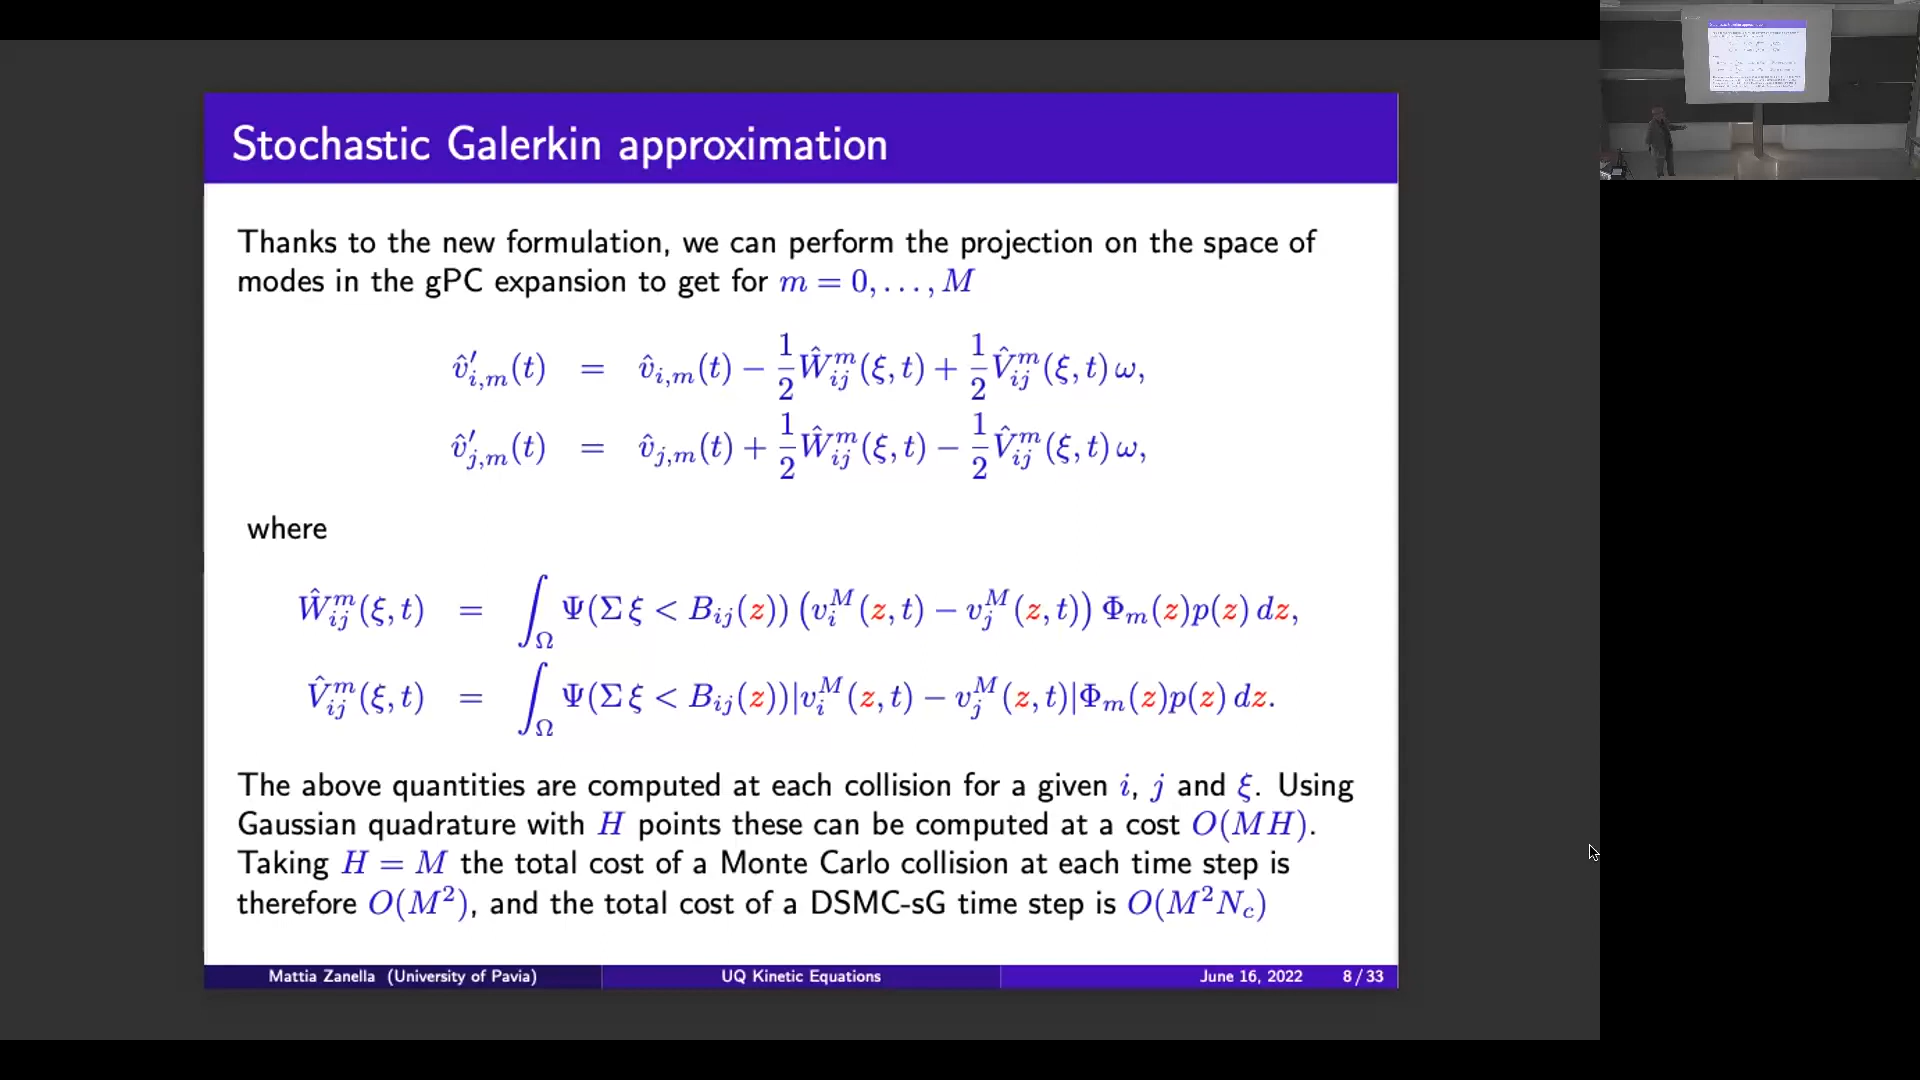 Stochastic Galerkin approximation
Thanks to the new formulation, we can perform the projection on the space of
modes in the gPC expansion to get for m = 0, . . . , M
v̂′_{i,m}(t) = v̂_{i,m}(t) − 1/2 Ŵ^m_{ij}(ξ, t) + 1/2 V̂^m_{ij}(ξ, t) ω,
v̂′_{j,m}(t) = v̂_{j,m}(t) + 1/2 Ŵ^m_{ij}(ξ, t) − 1/2 V̂^m_{ij}(ξ, t) ω,
where
Ŵ^m_{ij}(ξ, t) = ∫_Ω Ψ(Σ ξ < B_{ij}(z)) (v^M_i(z, t) − v^M_j(z, t)) Φ_m(z)p(z) dz,
V̂^m_{ij}(ξ, t) = ∫_Ω Ψ(Σ ξ < B_{ij}(z))|v^M_i(z, t) − v^M_j(z, t)|Φ_m(z)p(z) dz.
The above quantities are computed at each collision for a given i, j and ξ. Using
Gaussian quadrature with H points these can be computed at a cost O(MH).
Taking H = M the total cost of a Monte Carlo collision at each time step is
therefore O(M²), and the total cost of a DSMC-sG time step is O(M²N_c)
Mattia Zanella (University of Pavia) UQ Kinetic Equations June 16, 2022 8 / 33